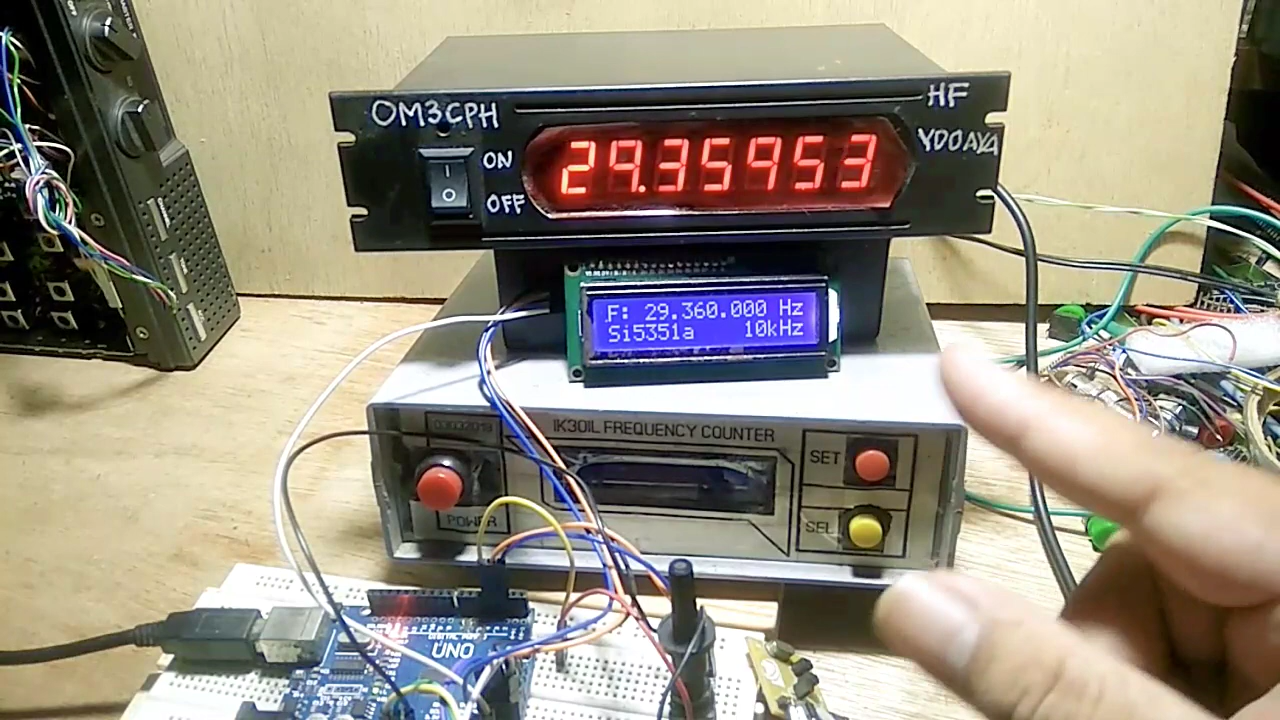 OM3CPH
HF
YD0AYA
ON
OFF
29.35953
F: 29.360.000 Hz
Si5351a 10kHz
03032019
IK3OIL FREQUENCY COUNTER
SET
SEL
POWER
UNO